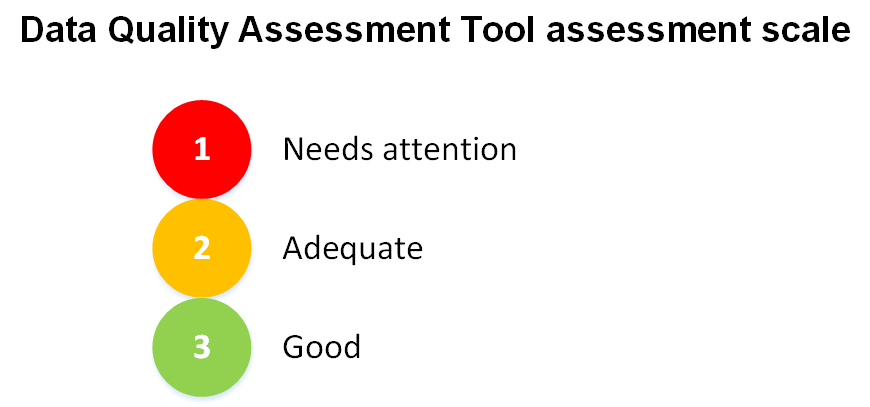 Data Quality Assessment Tool assessment scale
1 Needs attention
2 Adequate
3 Good